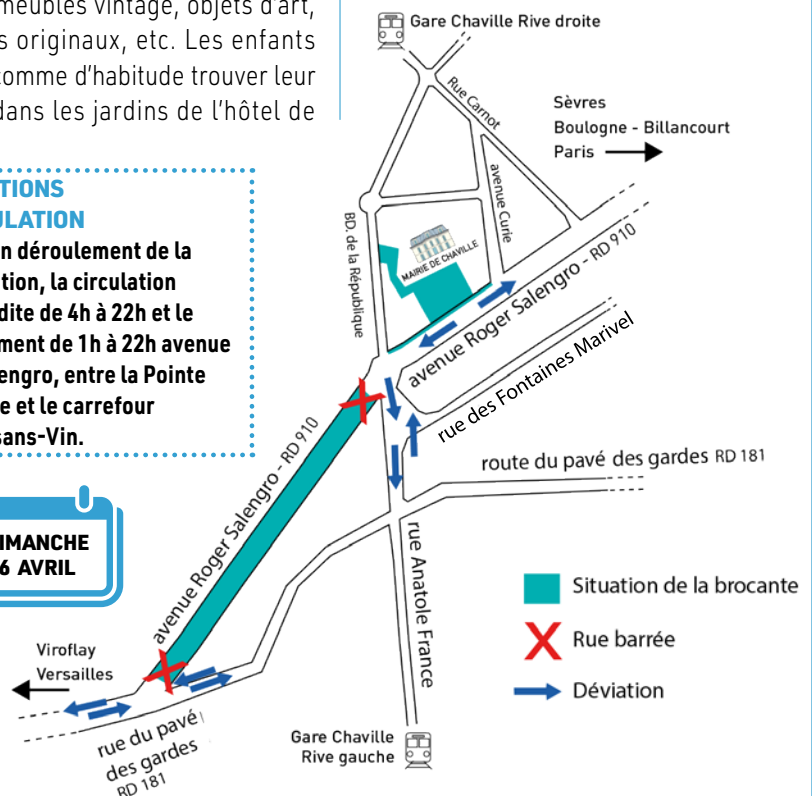 meubles vintage, objets d'art,
s originaux, etc. Les enfants
comme d'habitude trouver leur
dans les jardins de l'hôtel de
TIONS
ULATION
n déroulement de la
tion, la circulation
dite de 4h à 22h et le
ment de 1h à 22h avenue
engro, entre la Pointe
e et le carrefour
sans-Vin.
IMANCHE
6 AVRIL
Gare Chaville Rive droite
Rue Carnot
Sèvres
Boulogne - Billancourt
Paris
avenue Curie
BD. de la République
MAIRIE DE CHAVILLE
avenue Roger Salengro - RD 910
rue des Fontaines Marivel
route du pavé des gardes RD 181
avenue Roger Salengro - RD 910
rue Anatole France
Viroflay
Versailles
rue du pavé
des gardes
RD 181
Gare Chaville
Rive gauche
Situation de la brocante
Rue barrée
Déviation